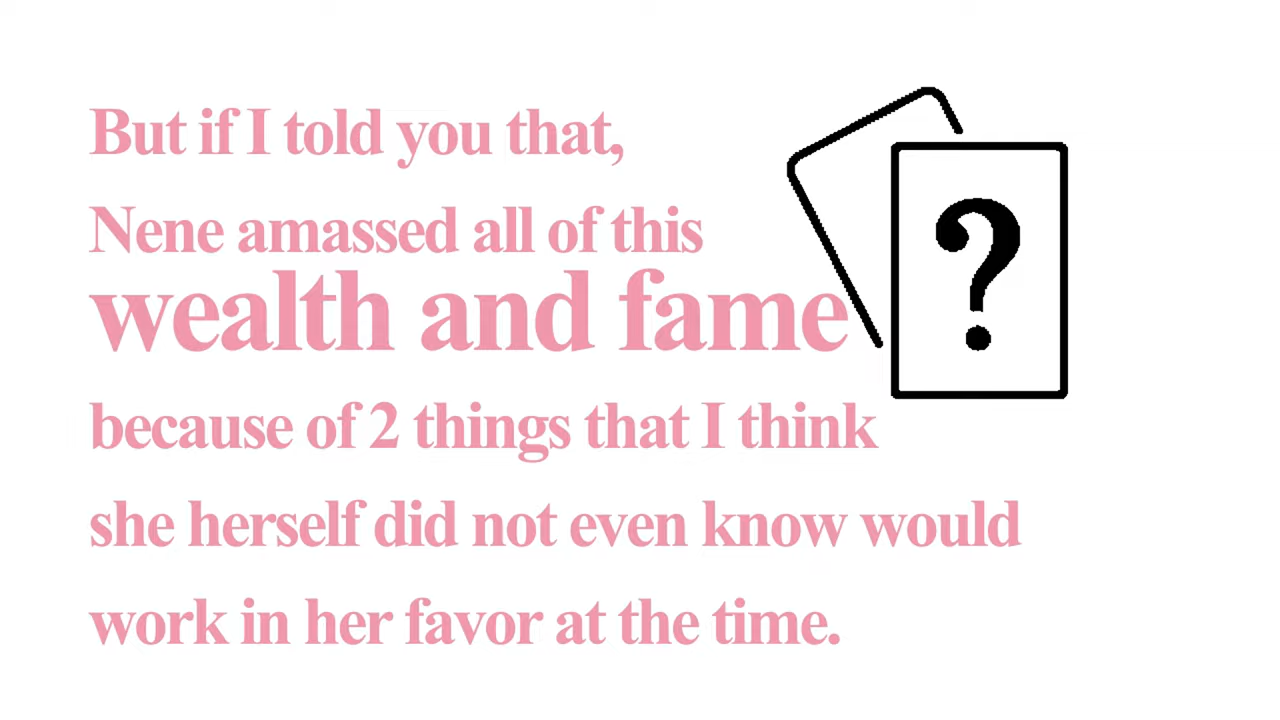 But if I told you that,
Nene amassed all of this
wealth and fame
because of 2 things that I think
she herself did not even know would
work in her favor at the time.
?